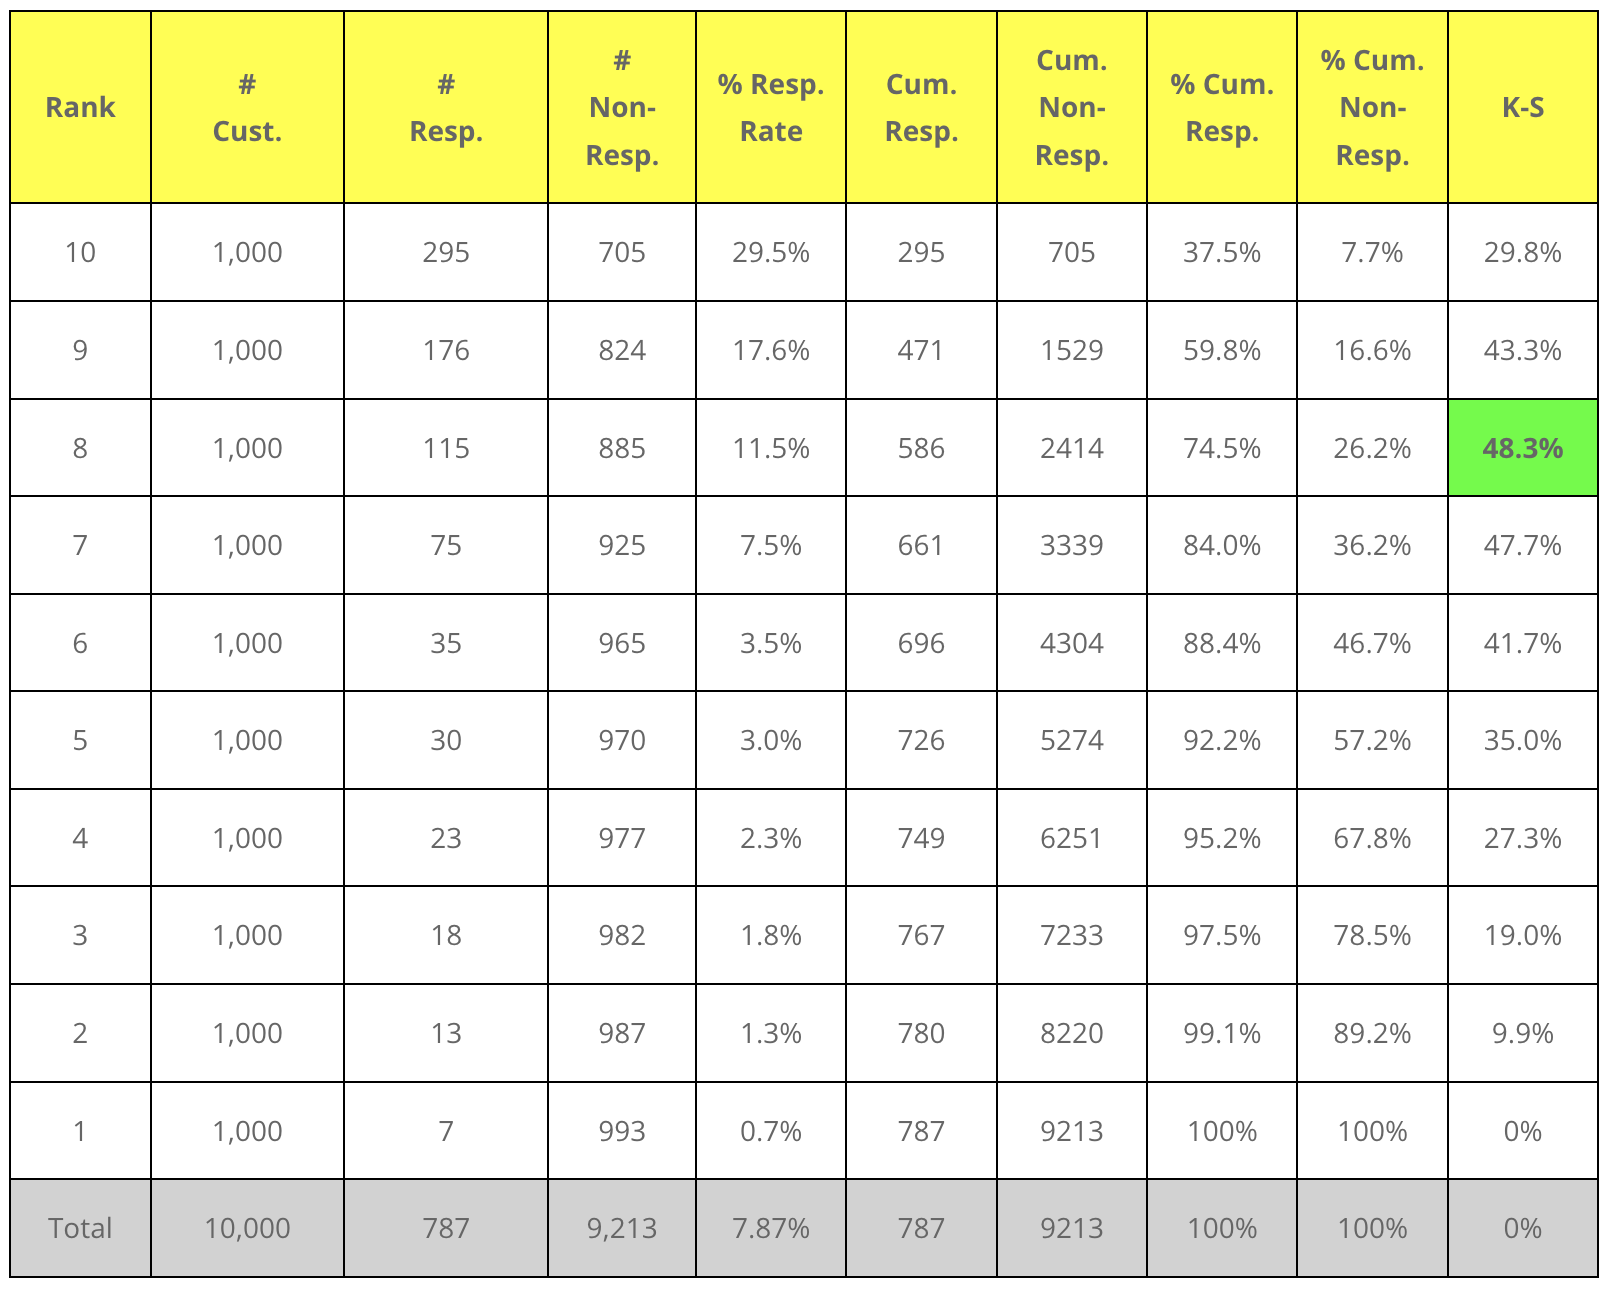 Rank # Cust. # Resp. # Non-Resp. % Resp. Rate Cum. Resp. Cum. Non-Resp. % Cum. Resp. % Cum. Non-Resp. K-S
10 1,000 295 705 29.5% 295 705 37.5% 7.7% 29.8%
9 1,000 176 824 17.6% 471 1529 59.8% 16.6% 43.3%
8 1,000 115 885 11.5% 586 2414 74.5% 26.2% 48.3%
7 1,000 75 925 7.5% 661 3339 84.0% 36.2% 47.7%
6 1,000 35 965 3.5% 696 4304 88.4% 46.7% 41.7%
5 1,000 30 970 3.0% 726 5274 92.2% 57.2% 35.0%
4 1,000 23 977 2.3% 749 6251 95.2% 67.8% 27.3%
3 1,000 18 982 1.8% 767 7233 97.5% 78.5% 19.0%
2 1,000 13 987 1.3% 780 8220 99.1% 89.2% 9.9%
1 1,000 7 993 0.7% 787 9213 100% 100% 0%
Total 10,000 787 9,213 7.87% 787 9213 100% 100% 0%